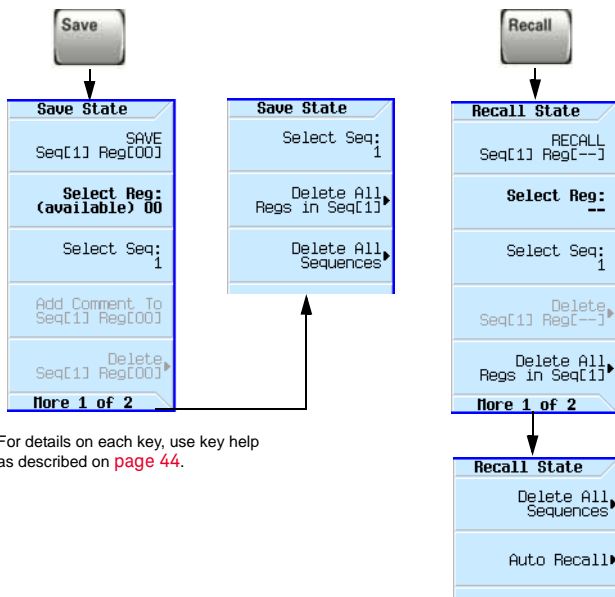 Save
Save State
SAVE
Seq[1] Reg[00]
Select Reg:
(available) 00
Select Seq:
1
Add Comment To
Seq[1] Reg[00]
Delete
Seq[1] Reg[00]
More 1 of 2
Save State
Select Seq:
1
Delete All
Regs in Seq[1]
Delete All
Sequences
For details on each key, use key help
as described on page 44.
Recall
Recall State
RECALL
Seq[1] Reg[--]
Select Reg:
--
Select Seq:
1
Delete
Seq[1] Reg[--]
Delete All
Regs in Seq[1]
More 1 of 2
Recall State
Delete All
Sequences
Auto Recall